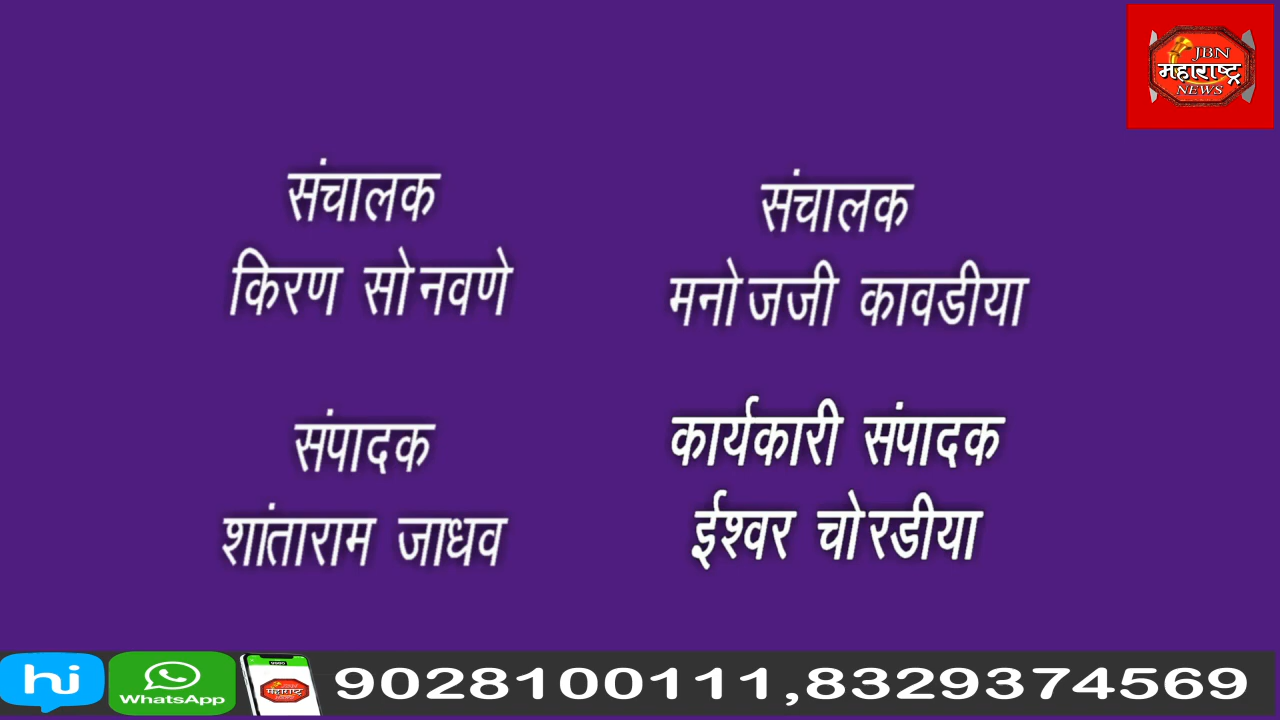 JBN
महाराष्ट्र
NEWS
संचालक
किरण सोनवणे
संचालक
मनोजजी कावडीया
संपादक
शांताराम जाधव
कार्यकारी संपादक
ईश्वर चोरडीया
hi
WhatsApp
महाराष्ट्र
9028100111,8329374569